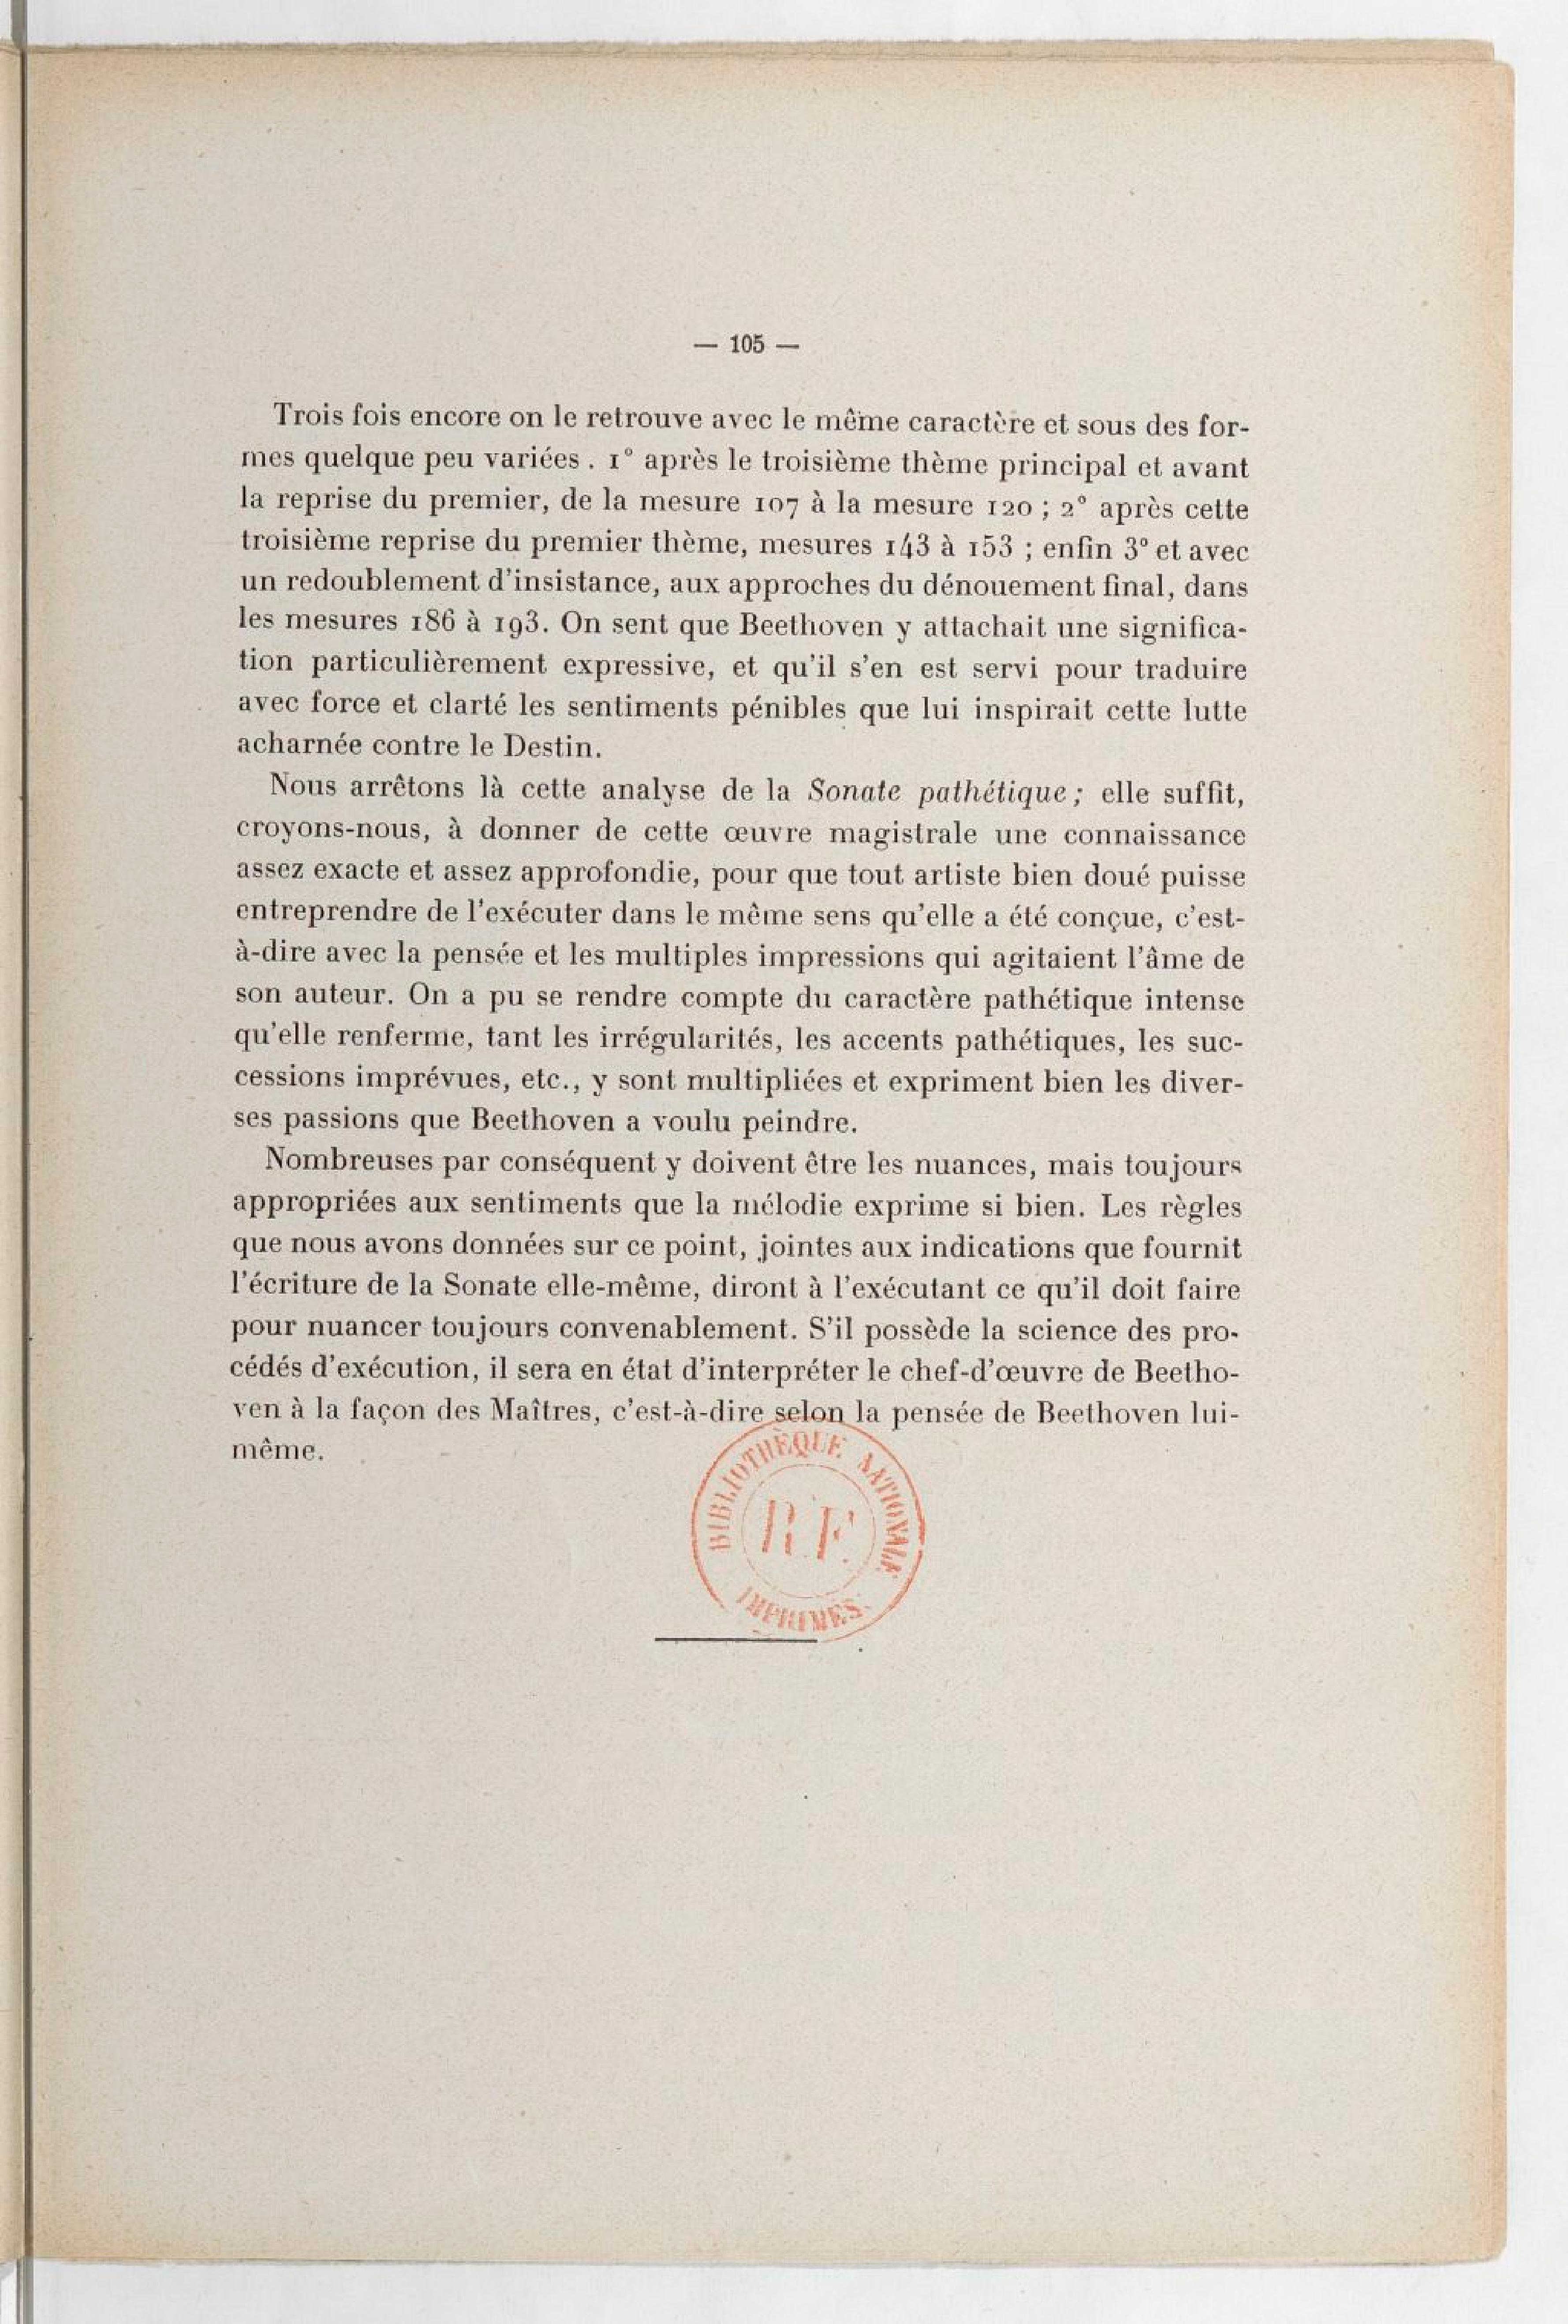 — 105 —
Trois fois encore on le retrouve avec le même caractère et sous des for-
mes quelque peu variées. 1° après le troisième thème principal et avant
la reprise du premier, de la mesure 107 à la mesure 120 ; 2° après cette
troisième reprise du premier thème, mesures 143 à 153 ; enfin 3° et avec
un redoublement d'insistance, aux approches du dénouement final, dans
les mesures 186 à 193. On sent que Beethoven y attachait une significa-
tion particulièrement expressive, et qu'il s'en est servi pour traduire
avec force et clarté les sentiments pénibles que lui inspirait cette lutte
acharnée contre le Destin.
Nous arrêtons là cette analyse de la Sonate pathétique ; elle suffit,
croyons-nous, à donner de cette œuvre magistrale une connaissance
assez exacte et assez approfondie, pour que tout artiste bien doué puisse
entreprendre de l'exécuter dans le même sens qu'elle a été conçue, c'est-
à-dire avec la pensée et les multiples impressions qui agitaient l'âme de
son auteur. On a pu se rendre compte du caractère pathétique intense
qu'elle renferme, tant les irrégularités, les accents pathétiques, les suc-
cessions imprévues, etc., y sont multipliées et expriment bien les diver-
ses passions que Beethoven a voulu peindre.
Nombreuses par conséquent y doivent être les nuances, mais toujours
appropriées aux sentiments que la mélodie exprime si bien. Les règles
que nous avons données sur ce point, jointes aux indications que fournit
l'écriture de la Sonate elle-même, diront à l'exécutant ce qu'il doit faire
pour nuancer toujours convenablement. S'il possède la science des pro-
cédés d'exécution, il sera en état d'interpréter le chef-d'œuvre de Beetho-
ven à la façon des Maîtres, c'est-à-dire selon la pensée de Beethoven lui-
même.
BIBLIOTHÈQUE NATIONALE
RF
IMPRIMÉS